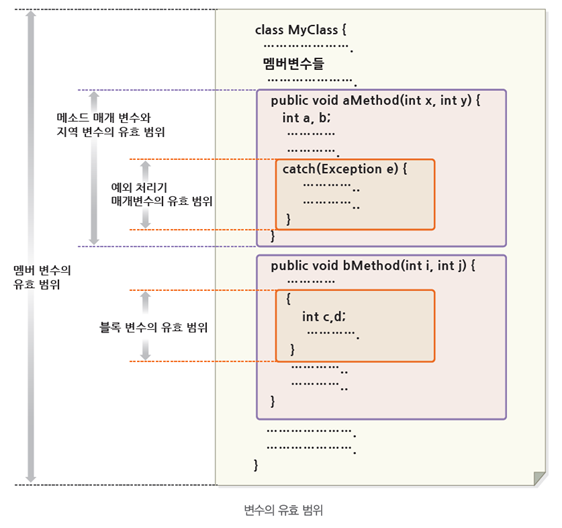 class MyClass {
………………….
멤버변수들
………………….
public void aMethod(int x, int y) {
int a, b;
…………
………….
catch(Exception e) {
…………..
…………..
}
}
메소드 매개 변수와
지역 변수의 유효 범위
예외 처리기
매개변수의 유효 범위
멤버 변수의
유효 범위
public void bMethod(int i, int j) {
…………
{
int c,d;
………….
}
…………..
…………..
}
블록 변수의 유효 범위
………………….
………………….
}
변수의 유효 범위